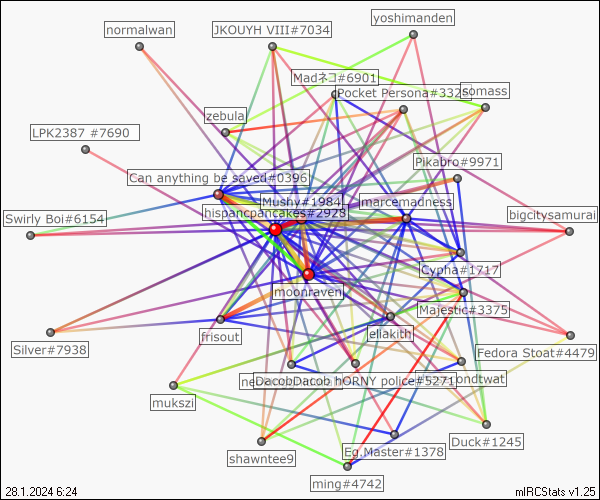 yoshimanden
normalwan
JKOUYH VIII#7034
Madネコ#6901
Pocket Persona#3325
somass
zebula
LPK2387 #7690
Pikabro#9971
Can anything be saved#0396
Mushy#1984
marcemadness
hispancpancakes#2928
Swirly Boi#6154
bigcitysamurai
Cypha#1717
moonraven
Majestic#3375
frisout
eliakith
Silver#7938
Fedora Stoat#4479
DacobDacob hORNY police#5271
mukszi
Duck#1245
shawntee9
Eg.Master#1378
ming#4742
28.1.2024 6:24
mIRCStats v1.25